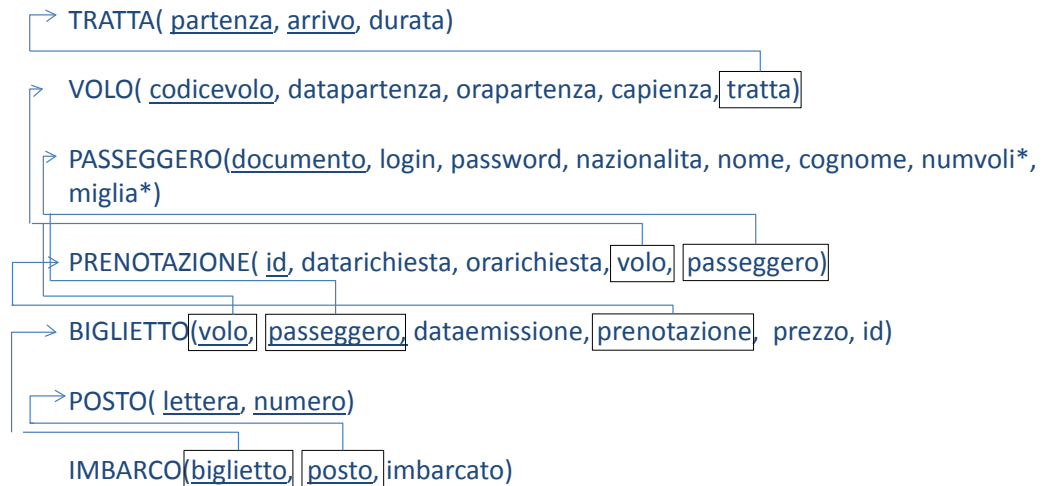 TRATTA( partenza, arrivo, durata)
VOLO( codicevolo, datapartenza, orapartenza, capienza, tratta)
PASSEGGERO(documento, login, password, nazionalita, nome, cognome, numvoli*,
miglia*)
PRENOTAZIONE( id, datarichiesta, orarichiesta, volo, passeggero)
BIGLIETTO(volo, passeggero, dataemissione, prenotazione, prezzo, id)
POSTO( lettera, numero)
IMBARCO(biglietto, posto, imbarcato)